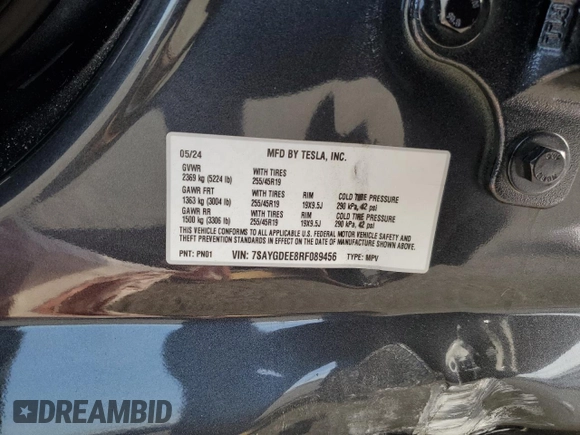 05/24 MFD BY TESLA, INC.
GVWR WITH TIRES
2369 kg (5224 lb) 255/45R19
GAWR FRT WITH TIRES RIM COLD TIRE PRESSURE
1363 kg (3004 lb) 255/45R19 19X9.5J 290 kPa, 42 psi
GAWR RR WITH TIRES RIM COLD TIRE PRESSURE
1500 kg (3306 lb) 255/45R19 19X9.5J 290 kPa, 42 psi
THIS VEHICLE CONFORMS TO ALL APPLICABLE U.S. FEDERAL MOTOR VEHICLE SAFETY AND
THEFT PREVENTION STANDARDS IN EFFECT ON THE DATE OF MANUFACTURE SHOWN ABOVE.
PNT: PN01 VIN: 7SAYGDEE8RF089456 TYPE: MPV
DREAMBID